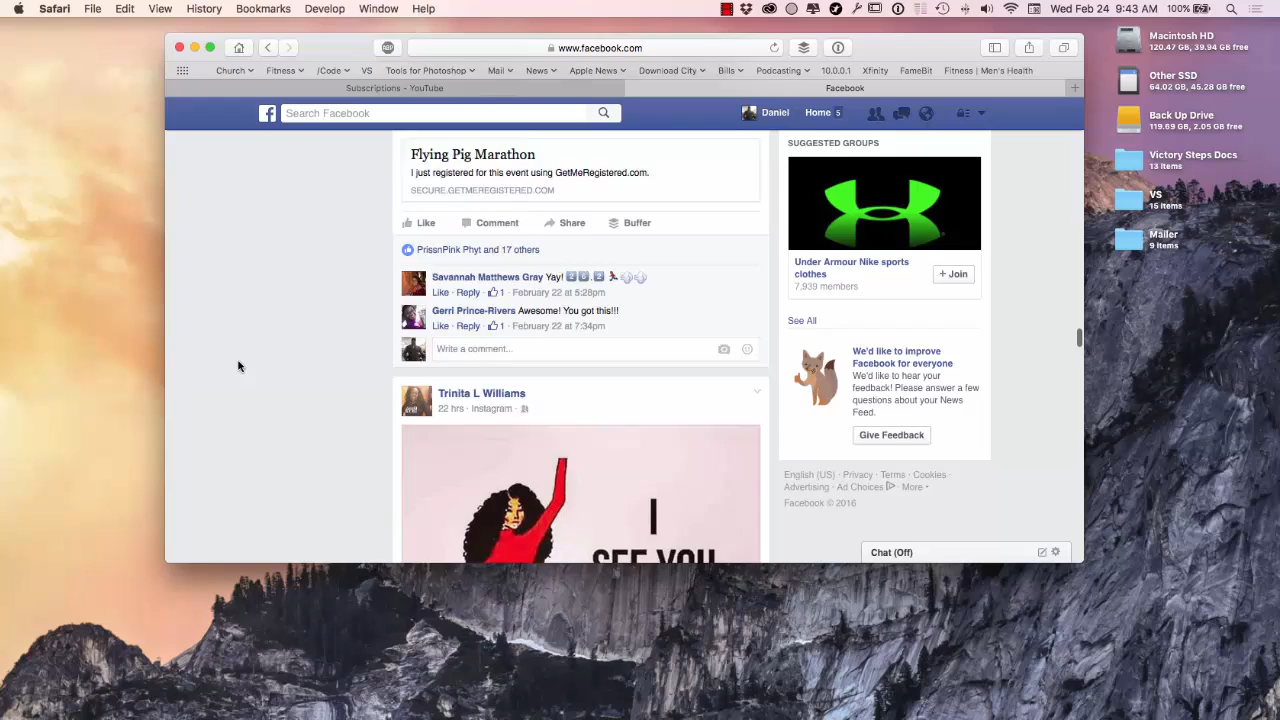 Safari File Edit View History Bookmarks Develop Window Help Wed Feb 24 9:43 AM 100%
www.facebook.com
ABP
Church Fitness /Code VS Tools for Photoshop Mail News Apple News Download City Bills Podcasting 10.0.0.1 Xfinity FameBit Fitness | Men's Health
Subscriptions - YouTube Facebook
Search Facebook Daniel Home 5
Flying Pig Marathon
I just registered for this event using GetMeRegistered.com.
SECURE.GETMEREGISTERED.COM
Like Comment Share Buffer
PrissnPink Phyt and 17 others
Savannah Matthews Gray Yay! 2 6 . 2
Like · Reply · 1 · February 22 at 5:28pm
Gerri Prince-Rivers Awesome! You got this!!!
Like · Reply · 1 · February 22 at 7:34pm
Write a comment...
Trinita L Williams
22 hrs · Instagram ·
I
SEE YOU
SUGGESTED GROUPS
Under Armour Nike sports
clothes
7,939 members
+ Join
See All
We'd like to improve
Facebook for everyone
We'd like to hear your
feedback! Please answer a few
questions about your News
Feed.
Give Feedback
English (US) · Privacy · Terms · Cookies ·
Advertising · Ad Choices · More
Facebook © 2016
Chat (Off)
Macintosh HD
120.47 GB, 39.94 GB free
Other SSD
64.02 GB, 45.28 GB free
Back Up Drive
119.69 GB, 2.05 GB free
Victory Steps Docs
13 items
VS
15 items
Mailer
9 items